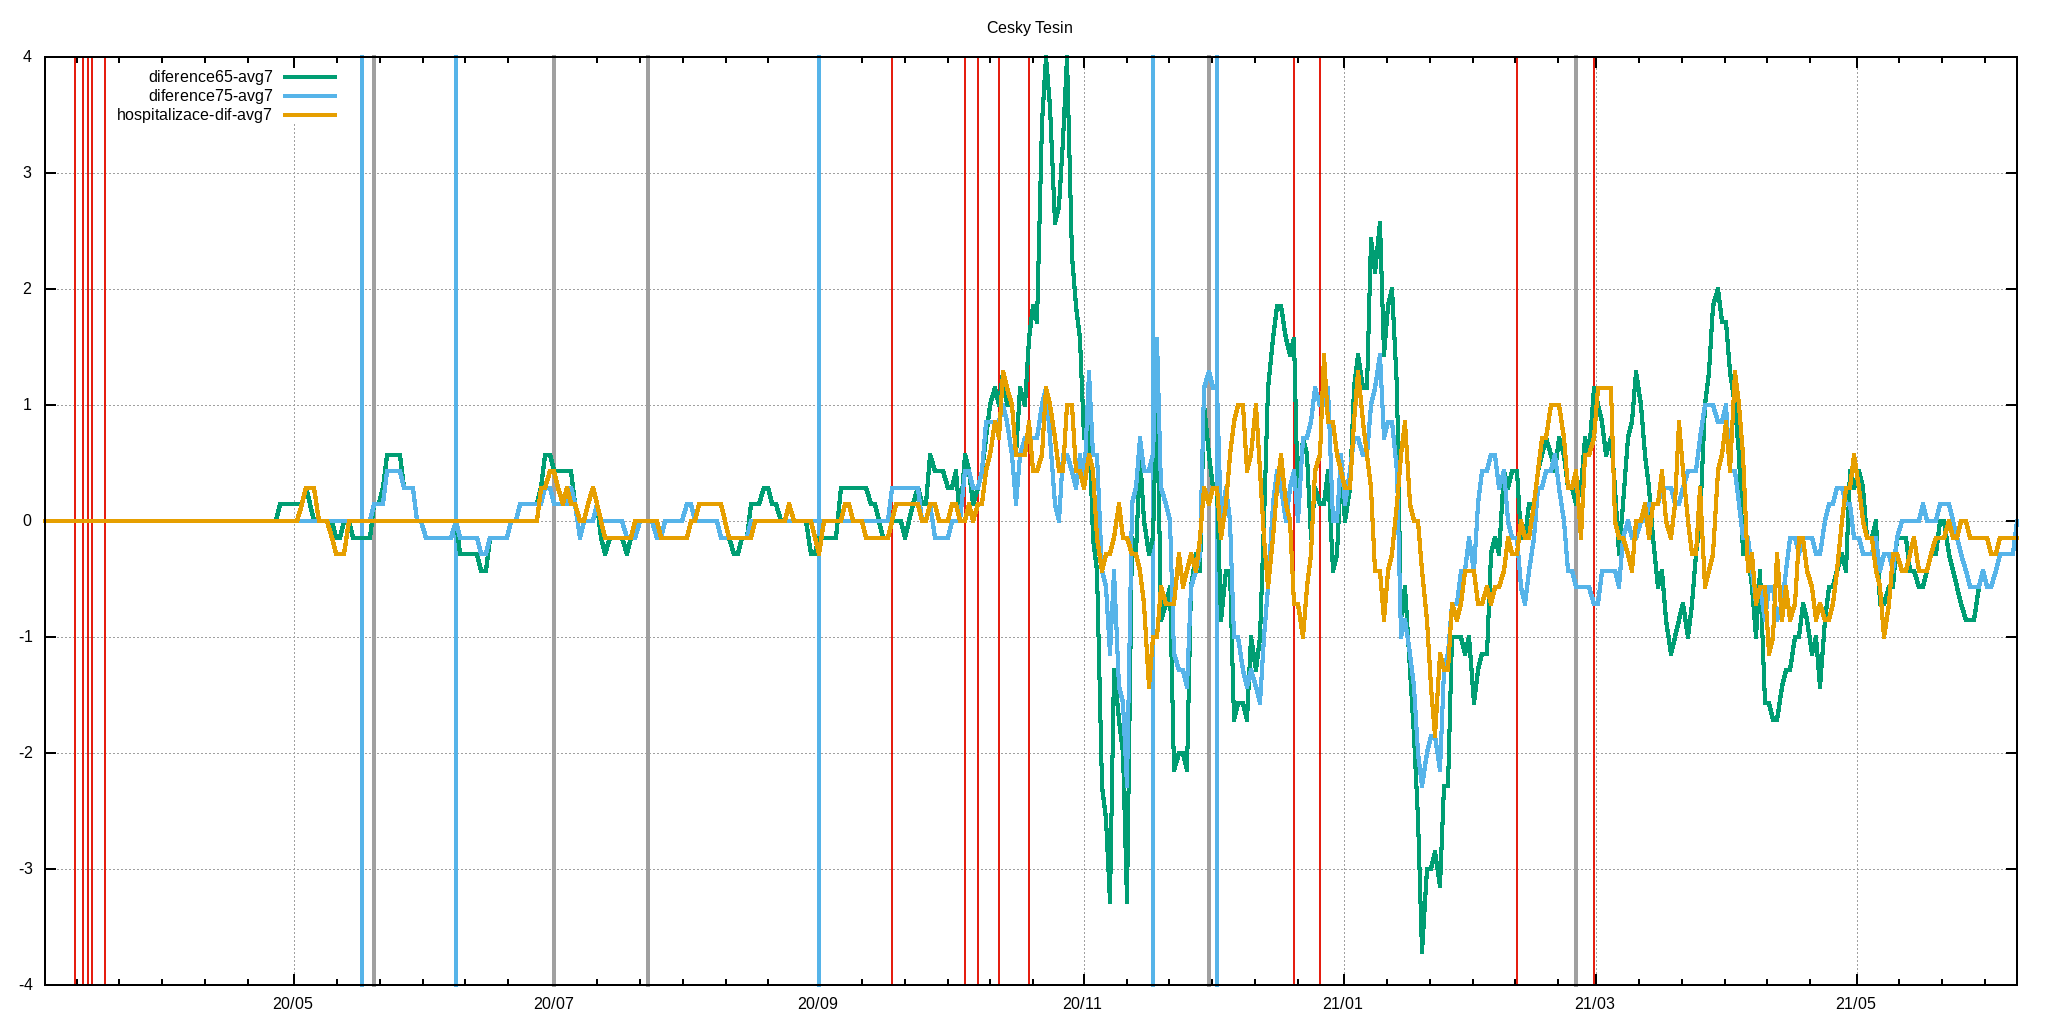 Cesky Tesin
4
diference65-avg7
diference75-avg7
hospitalizace-dif-avg7
3
2
1
0
-1
-2
-3
-4
20/05 20/07 20/09 20/11 21/01 21/03 21/05